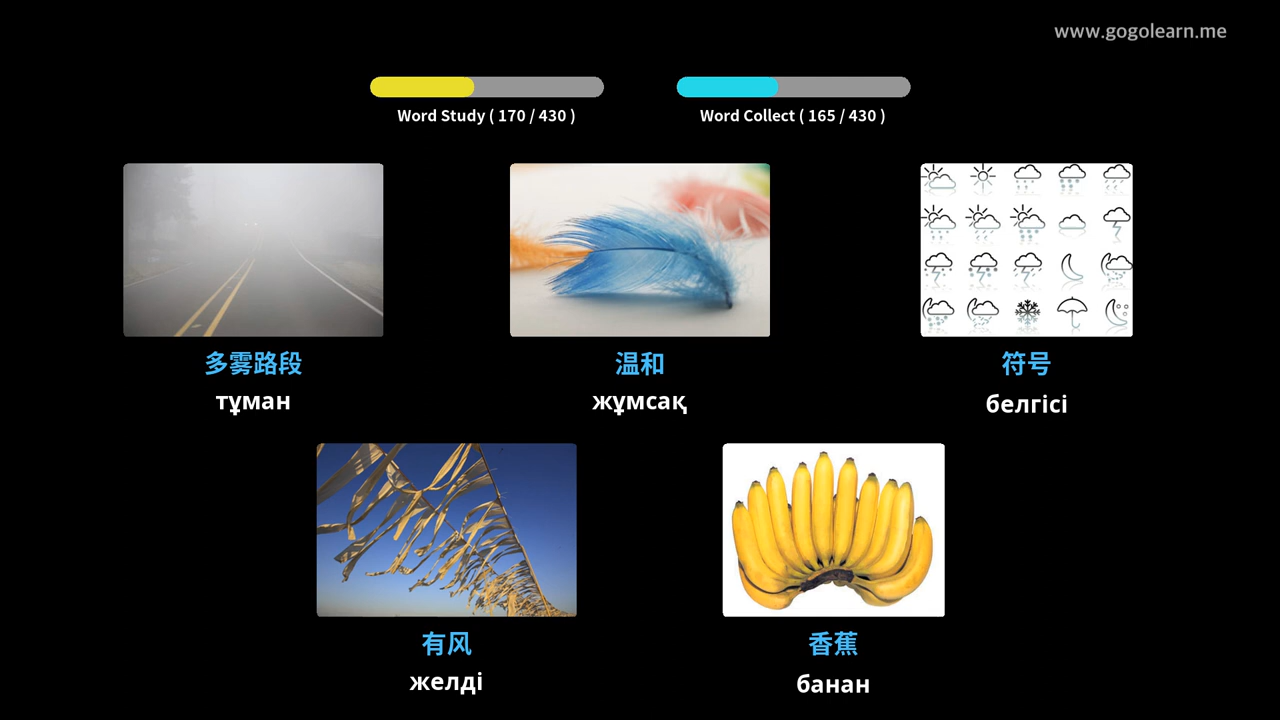 www.gogolearn.me
Word Study ( 170 / 430 )
Word Collect ( 165 / 430 )
多雾路段
тұман
温和
жұмсақ
符号
белгісі
有风
желді
香蕉
банан